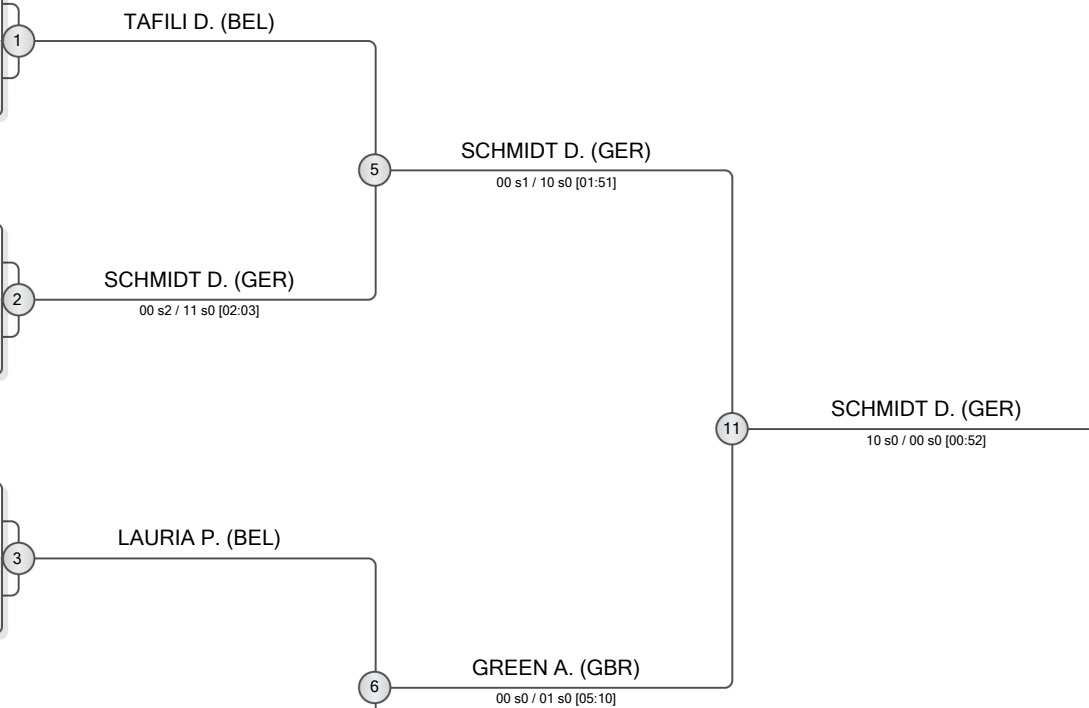 TAFILI D. (BEL)
1
SCHMIDT D. (GER)
5
00 s1 / 10 s0 [01:51]
SCHMIDT D. (GER)
2
00 s2 / 11 s0 [02:03]
SCHMIDT D. (GER)
11
10 s0 / 00 s0 [00:52]
LAURIA P. (BEL)
3
GREEN A. (GBR)
6
00 s0 / 01 s0 [05:10]